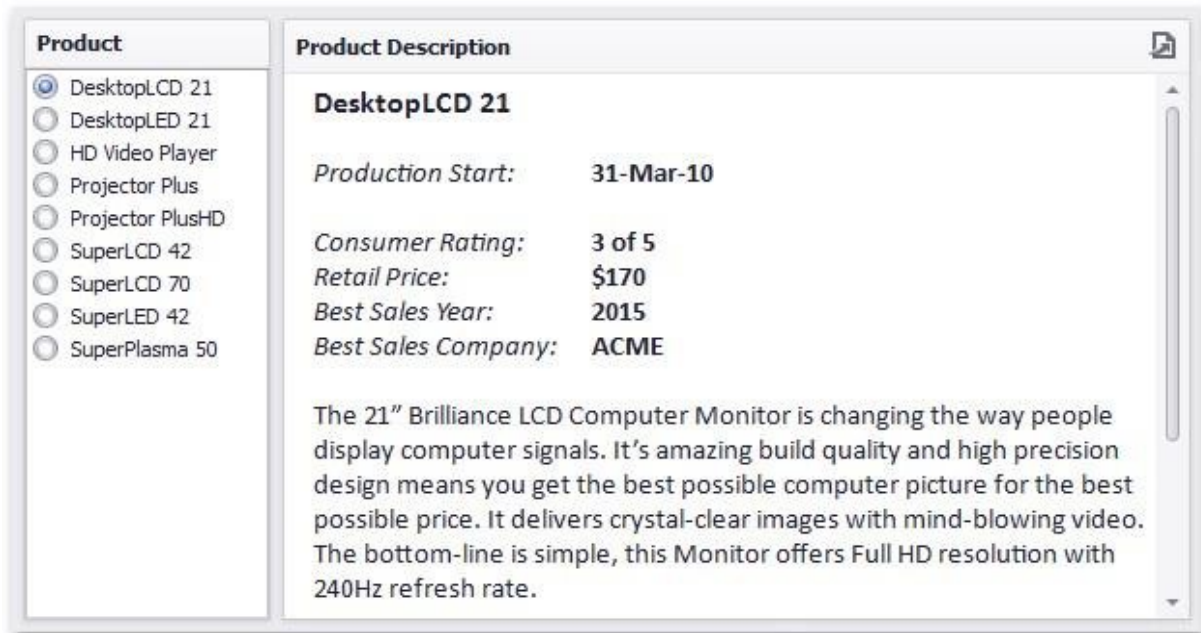 Product
DesktopLCD 21
DesktopLED 21
HD Video Player
Projector Plus
Projector PlusHD
SuperLCD 42
SuperLCD 70
SuperLED 42
SuperPlasma 50
Product Description
DesktopLCD 21
Production Start: 31-Mar-10
Consumer Rating: 3 of 5
Retail Price: $170
Best Sales Year: 2015
Best Sales Company: ACME
The 21” Brilliance LCD Computer Monitor is changing the way people
display computer signals. It’s amazing build quality and high precision
design means you get the best possible computer picture for the best
possible price. It delivers crystal-clear images with mind-blowing video.
The bottom-line is simple, this Monitor offers Full HD resolution with
240Hz refresh rate.